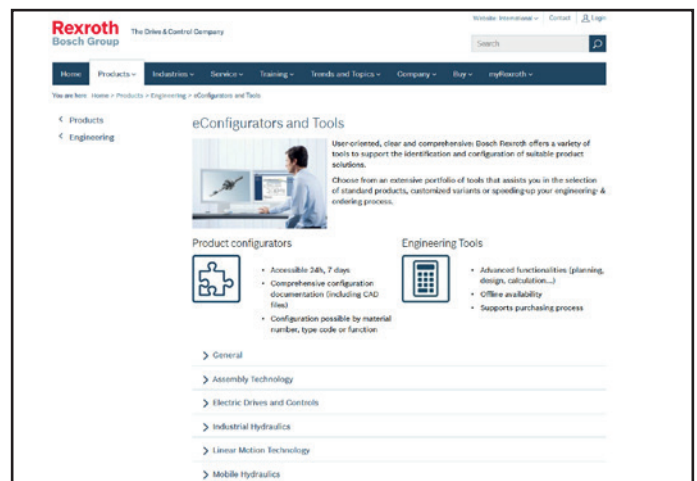 Website: International
Contact
Login
Rexroth
Bosch Group
The Drive & Control Company
Search
Home Products Industries Service Training Trends and Topics Company Buy myRexroth
You are here: Home > Products > Engineering > eConfigurators and Tools
< Products
< Engineering
eConfigurators and Tools
User-oriented, clear and comprehensive: Bosch Rexroth offers a variety of
tools to support the identification and configuration of suitable product
solutions.
Choose from an extensive portfolio of tools that assists you in the selection
of standard products, customized variants or speeding-up your engineering- &
ordering process.
Product configurators
• Accessible 24h, 7 days
• Comprehensive configuration
documentation (including CAD
files)
• Configuration possible by material
number, type code or function
Engineering Tools
• Advanced functionalities (planning,
design, calculation...)
• Offline availability
• Supports purchasing process
> General
> Assembly Technology
> Electric Drives and Controls
> Industrial Hydraulics
> Linear Motion Technology
> Mobile Hydraulics